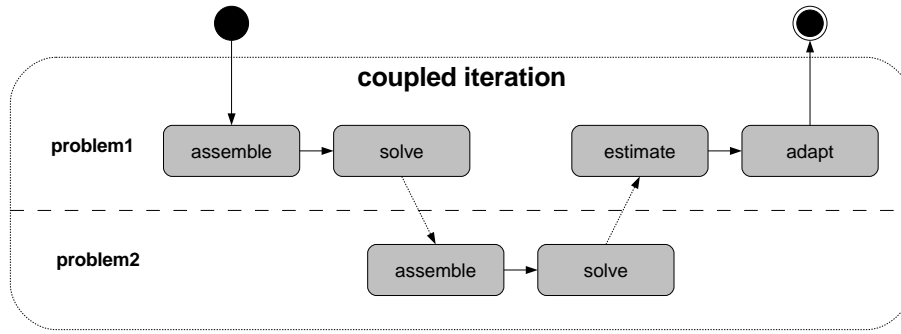 coupled iteration
problem1
assemble
solve
estimate
adapt
problem2
assemble
solve